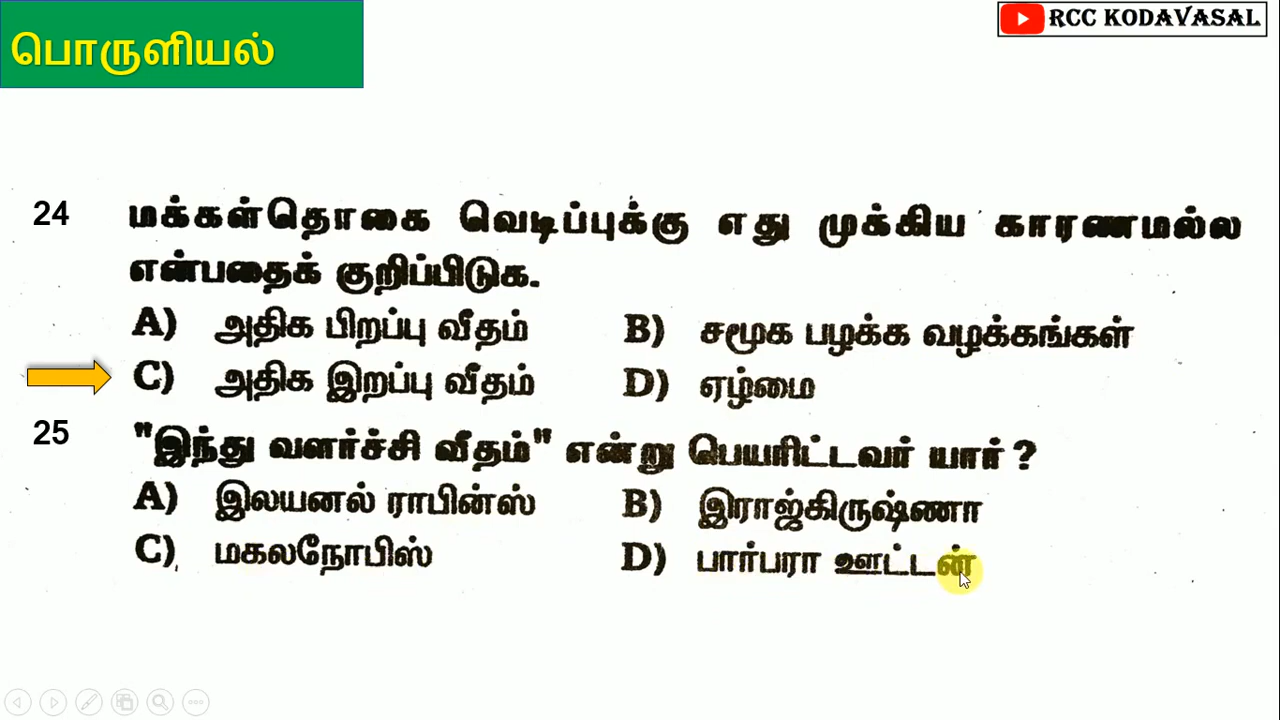 பொருளியல்
RCC KODAVASAL
24 மக்கள்தொகை வெடிப்புக்கு எது முக்கிய காரணமல்ல
என்பதைக் குறிப்பிடுக.
A) அதிக பிறப்பு வீதம் B) சமூக பழக்க வழக்கங்கள்
C) அதிக இறப்பு வீதம் D) ஏழ்மை
25 "இந்து வளர்ச்சி வீதம்" என்று பெயரிட்டவர் யார் ?
A) இலயனல் ராபின்ஸ் B) இராஜ்கிருஷ்ணா
C) மகலநோபிஸ் D) பார்பரா ஊட்டன்